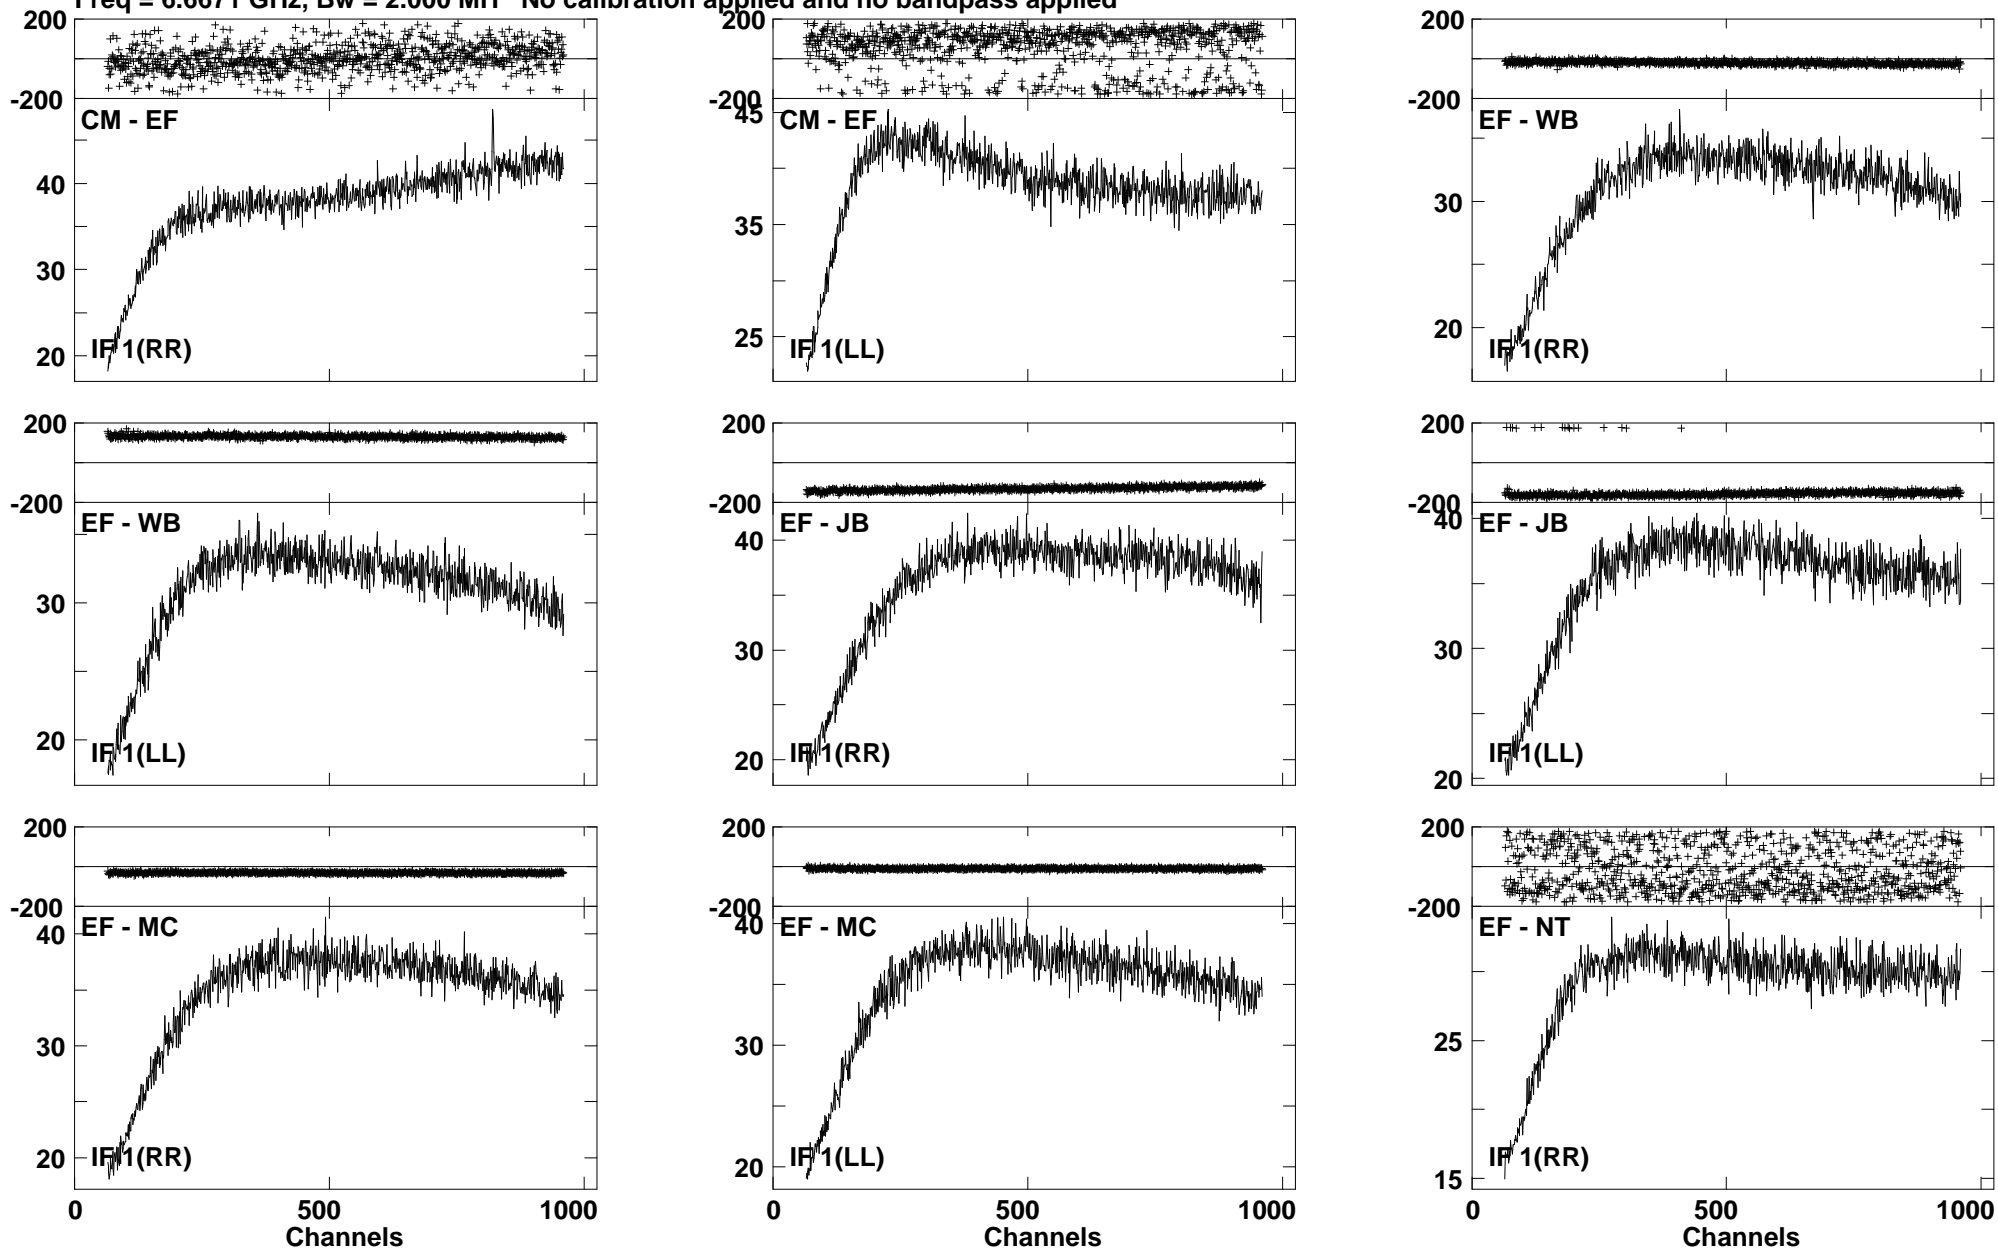 Freq = 6.6671 GHz, Bw = 2.000 MH No calibration applied and no bandpass applied
200
-200
CM - EF
40
30
20
IF 1(RR)
200
-200
45
CM - EF
35
25
IF 1(LL)
200
-200
EF - WB
30
20
IF 1(RR)
200
-200
EF - WB
30
20
IF 1(LL)
200
-200
EF - JB
40
30
20
IF 1(RR)
200
-200
40
EF - JB
30
20
IF 1(LL)
200
-200
EF - MC
40
30
20
IF 1(RR)
0 500 1000
Channels
200
-200
40
EF - MC
30
20
IF 1(LL)
0 500 1000
Channels
200
-200
EF - NT
25
15
IF 1(RR)
0 500 1000
Channels